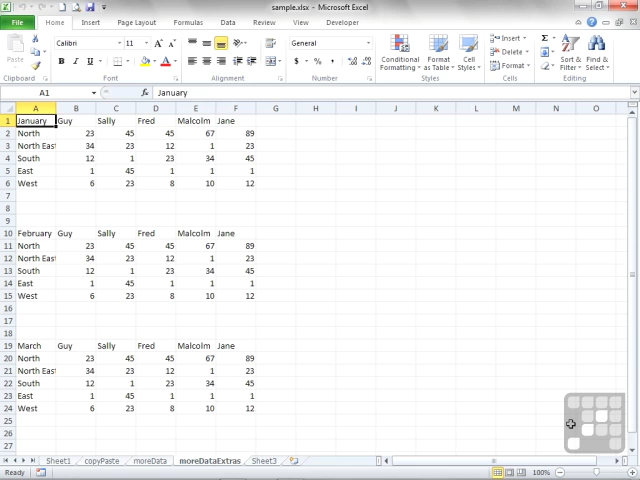 sample.xlsx - Microsoft Excel
File Home Insert Page Layout Formulas Data Review View Developer
Paste Calibri 11 A A General Conditional Formatting Format as Table Cell Styles Insert Delete Format Σ Sort & Filter Find & Select
B I U A $ % ,
Clipboard Font Alignment Number Styles Cells Editing
A1 fx January
A B C D E F G H I J K L M N O
1 January Guy Sally Fred Malcolm Jane
2 North 23 45 45 67 89
3 North East 34 23 12 1 23
4 South 12 1 23 34 45
5 East 1 45 1 1 1
6 West 6 23 8 10 12
7
8
9
10 February Guy Sally Fred Malcolm Jane
11 North 23 45 45 67 89
12 North East 34 23 12 1 23
13 South 12 1 23 34 45
14 East 1 45 1 1 1
15 West 6 23 8 10 12
16
17
18
19 March Guy Sally Fred Malcolm Jane
20 North 23 45 45 67 89
21 North East 34 23 12 1 23
22 South 12 1 23 34 45
23 East 1 45 1 1 1
24 West 6 23 8 10 12
25
26
27
Sheet1 copyPaste moreData moreDataExtras Sheet3
Ready 100%